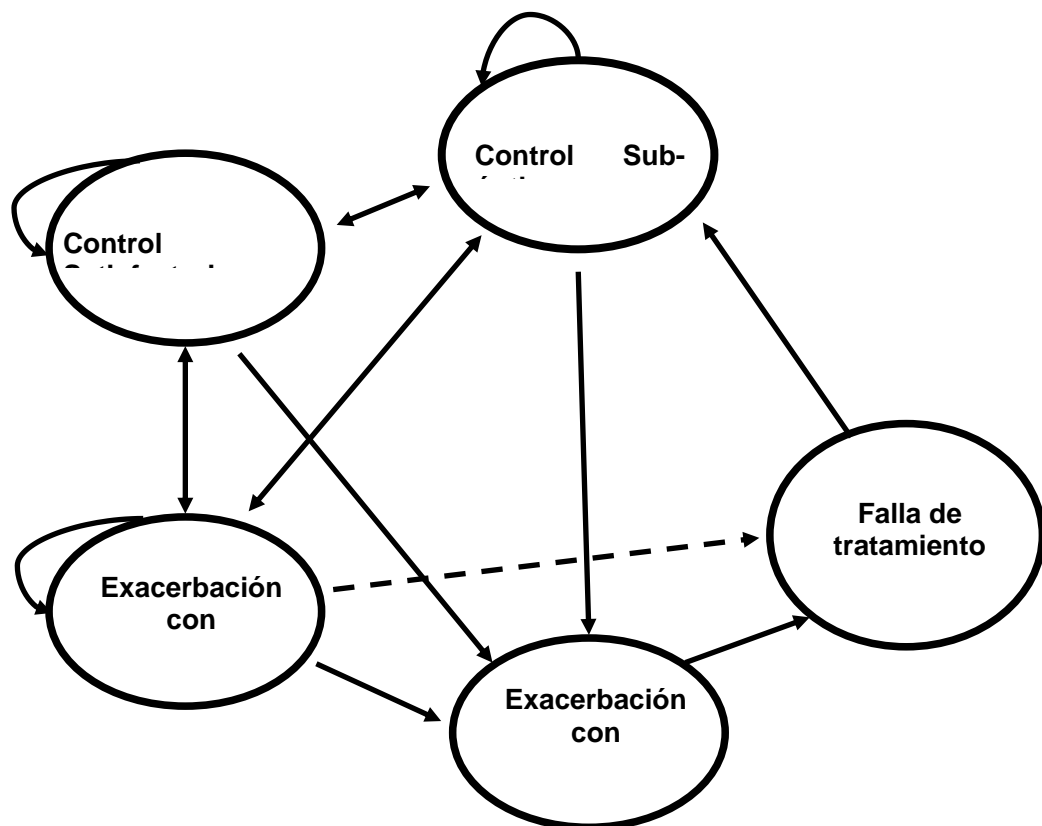 Control Sub-
Control
Falla de
tratamiento
Exacerbación
con
Exacerbación
con